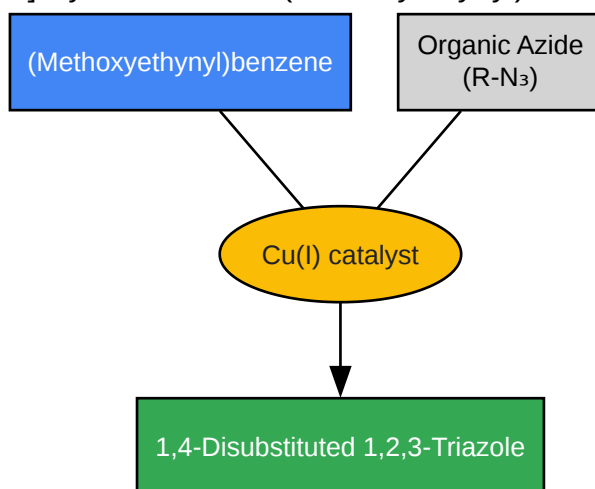 (Methoxyethynyl)benzene
Organic Azide
(R-N₃)
Cu(I) catalyst
1,4-Disubstituted 1,2,3-Triazole